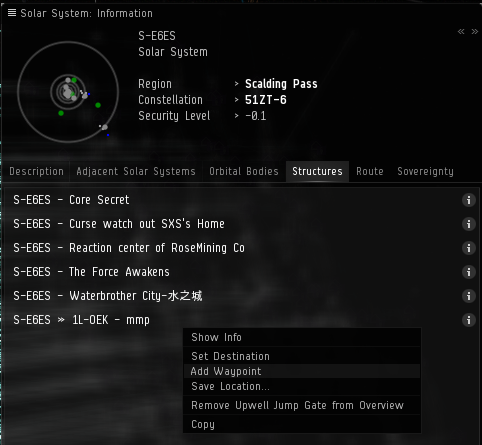 Solar System: Information
S-E6ES
Solar System
Region > Scalding Pass
Constellation > 51ZT-6
Security Level > -0.1
Description Adjacent Solar Systems Orbital Bodies Structures Route Sovereignty
S-E6ES - Core Secret
S-E6ES - Curse watch out SXS's Home
S-E6ES - Reaction center of RoseMining Co
S-E6ES - The Force Awakens
S-E6ES - Waterbrother City-水之城
S-E6ES » 1L-OEK - mmp
Show Info
Set Destination
Add Waypoint
Save Location...
Remove Upwell Jump Gate from Overview
Copy